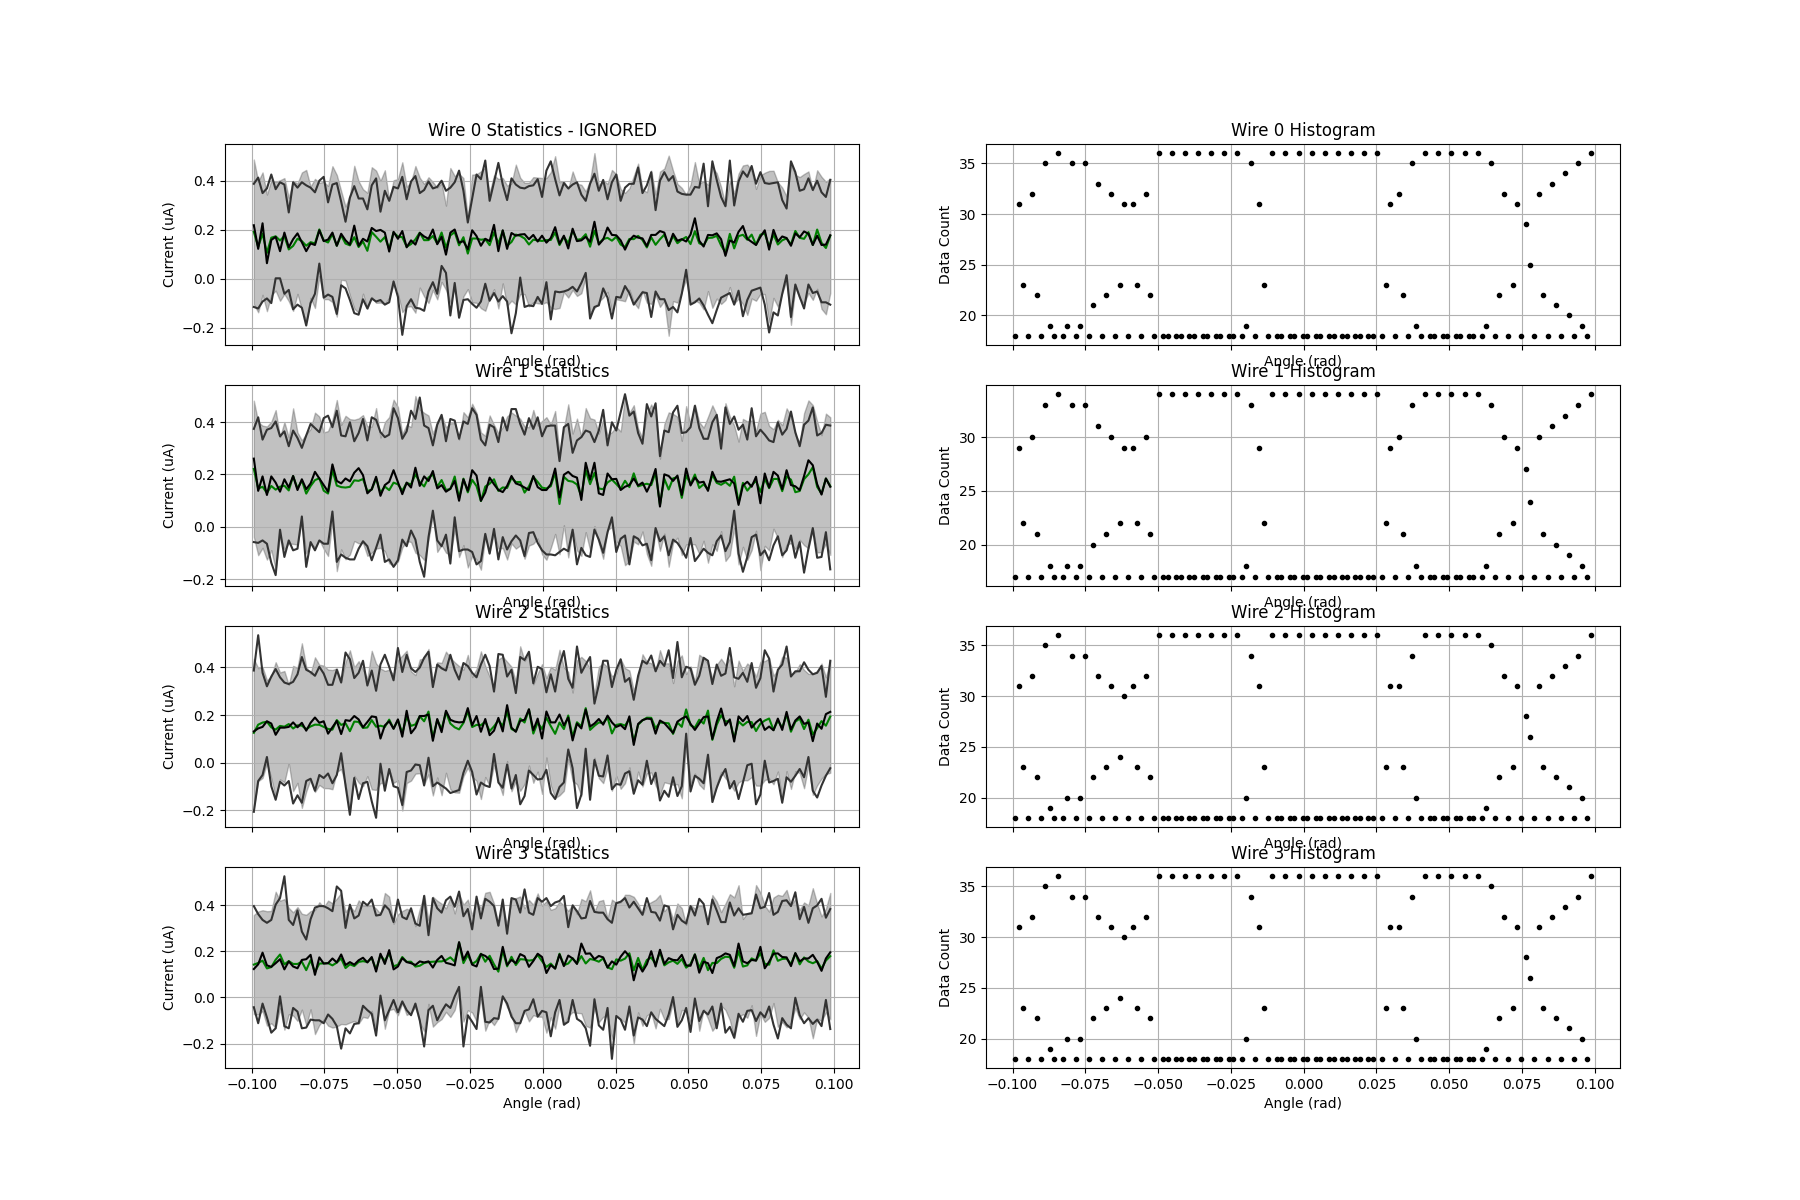 Wire 0 Statistics - IGNORED
Current (uA)
0.4
0.2
0.0
−0.2
Angle (rad)
Wire 0 Histogram
Data Count
35
30
25
20
Angle (rad)
Wire 1 Statistics
Current (uA)
0.4
0.2
0.0
−0.2
Angle (rad)
Wire 1 Histogram
Data Count
30
25
20
Angle (rad)
Wire 2 Statistics
Current (uA)
0.4
0.2
0.0
−0.2
Angle (rad)
Wire 2 Histogram
Data Count
35
30
25
20
Angle (rad)
Wire 3 Statistics
Current (uA)
0.4
0.2
0.0
−0.2
−0.100 −0.075 −0.050 −0.025 0.000 0.025 0.050 0.075 0.100
Angle (rad)
Wire 3 Histogram
Data Count
35
30
25
20
−0.100 −0.075 −0.050 −0.025 0.000 0.025 0.050 0.075 0.100
Angle (rad)